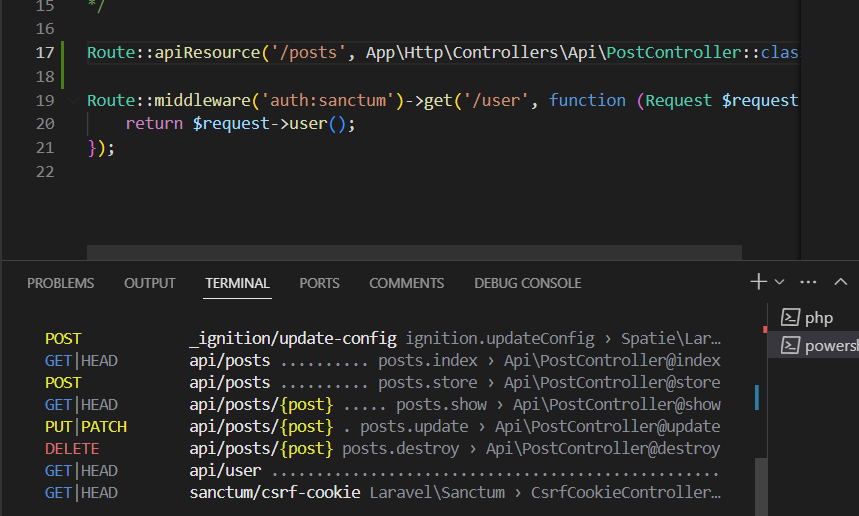 15 */
16
17 Route::apiResource('/posts', App\Http\Controllers\Api\PostController::clas
18
19 Route::middleware('auth:sanctum')->get('/user', function (Request $request
20     return $request->user();
21 });
22
PROBLEMS OUTPUT TERMINAL PORTS COMMENTS DEBUG CONSOLE
php
powersh
POST _ignition/update-config ignition.updateConfig › Spatie\Lar…
GET|HEAD api/posts .......... posts.index › Api\PostController@index
POST api/posts .......... posts.store › Api\PostController@store
GET|HEAD api/posts/{post} ..... posts.show › Api\PostController@show
PUT|PATCH api/posts/{post} . posts.update › Api\PostController@update
DELETE api/posts/{post} posts.destroy › Api\PostController@destroy
GET|HEAD api/user ......................................................
GET|HEAD sanctum/csrf-cookie Laravel\Sanctum › CsrfCookieController…